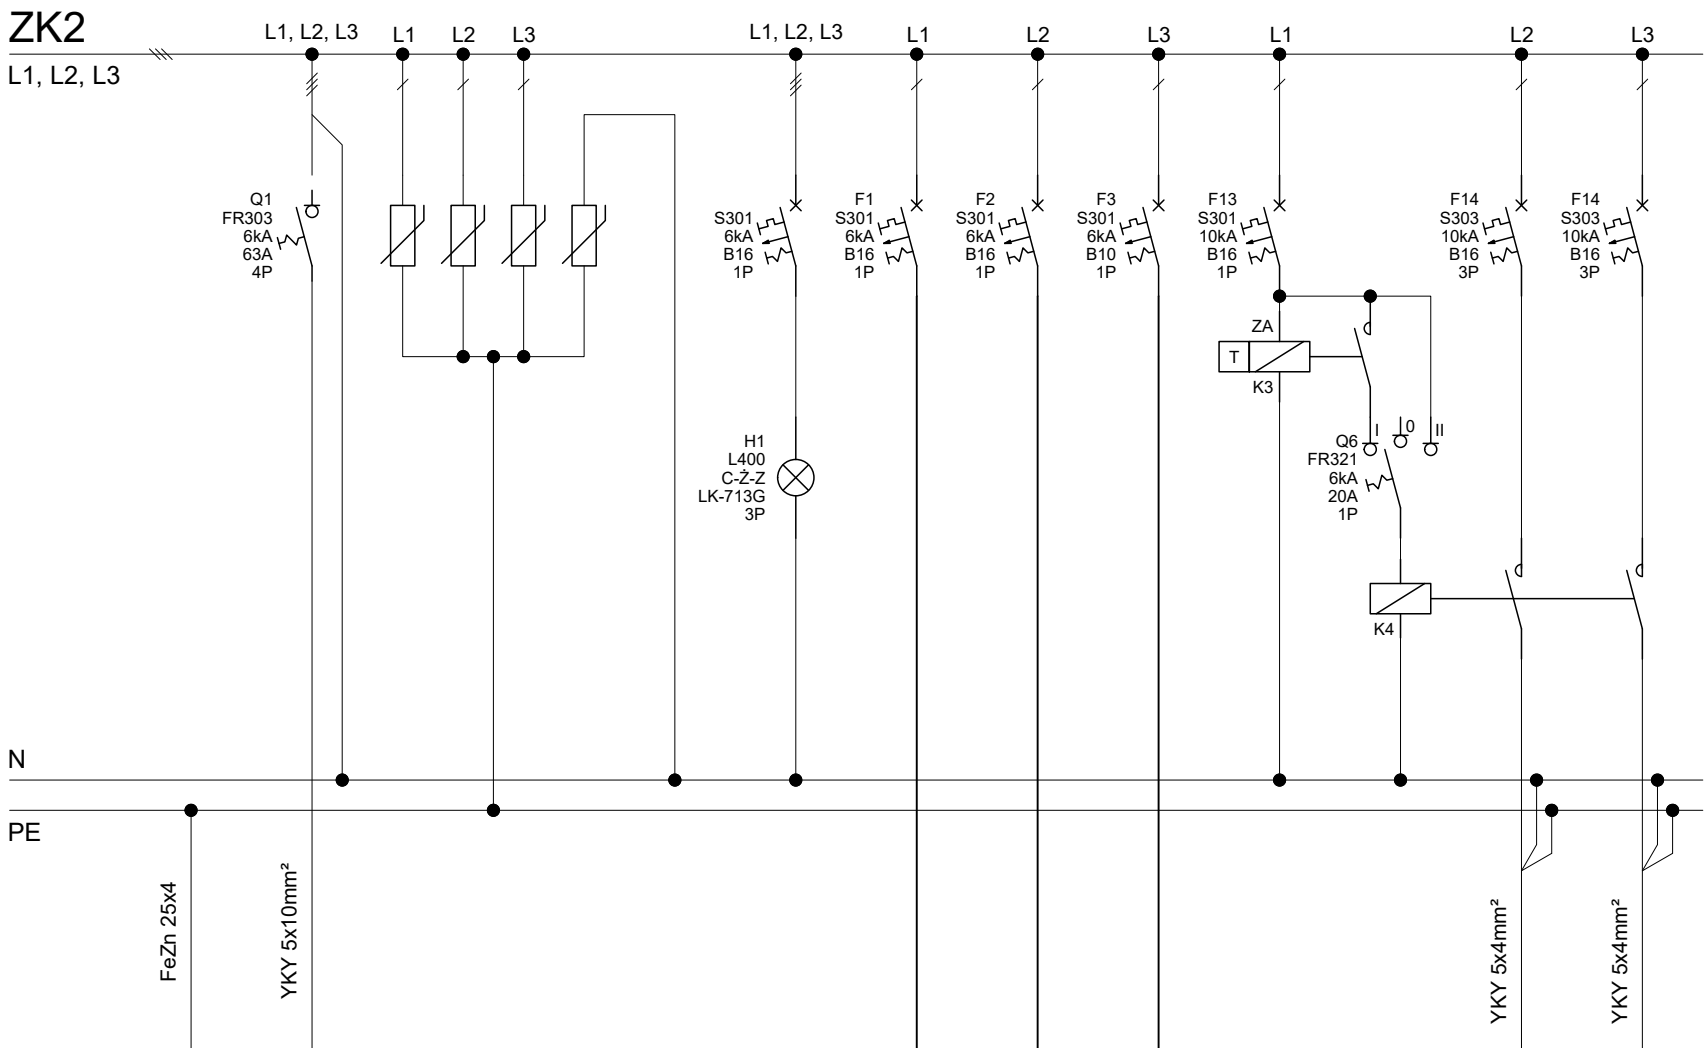 ZK2
L1, L2, L3
L1, L2, L3
L1
L2
L3
L1, L2, L3
L1
L2
L3
L1
L2
L3
Q1
FR303
6kA
63A
4P
S301
6kA
B16
1P
F1
S301
6kA
B16
1P
F2
S301
6kA
B16
1P
F3
S301
6kA
B10
1P
F13
S301
10kA
B16
1P
F14
S303
10kA
B16
3P
F14
S303
10kA
B16
3P
ZA
T
K3
H1
L400
C-Ż-Z
LK-713G
3P
I
0
II
Q6
FR321
6kA
20A
1P
K4
N
PE
FeZn 25x4
YKY 5x10mm²
YKY 5x4mm²
YKY 5x4mm²